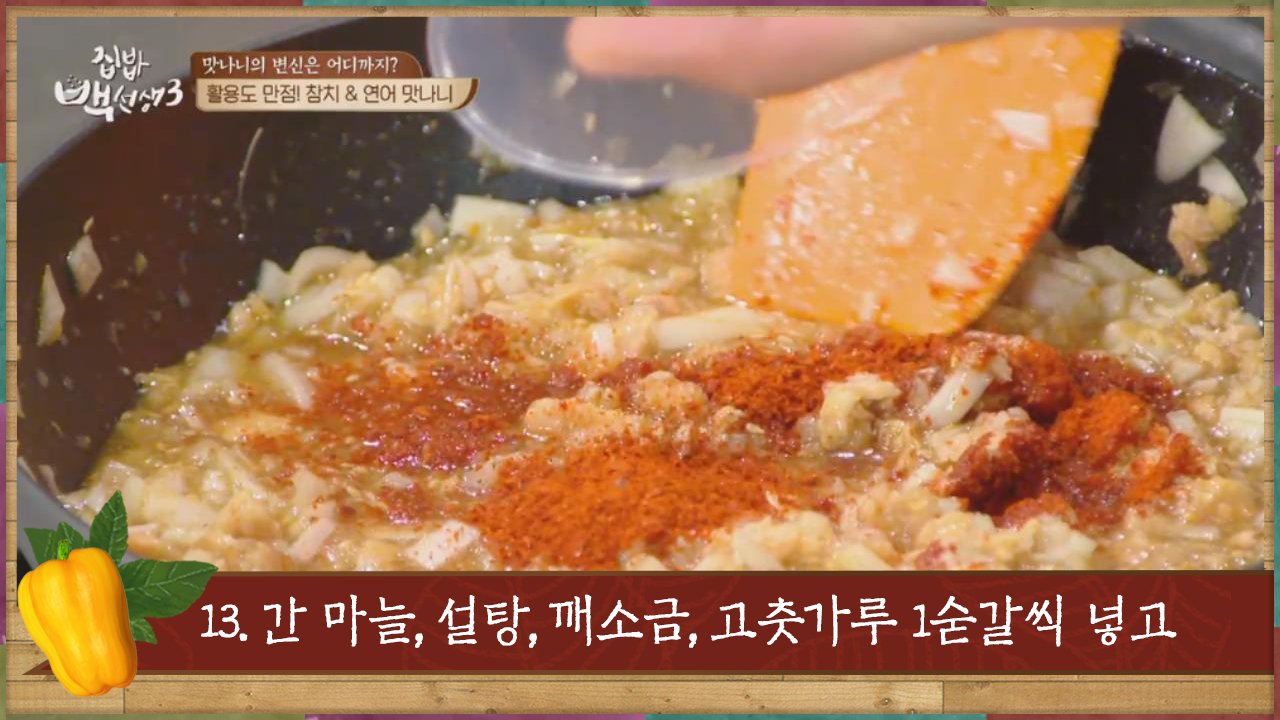 집밥
백선생3
맛나니의 변신은 어디까지?
활용도 만점! 참치 & 연어 맛나니
13. 간 마늘, 설탕, 깨소금, 고춧가루 1숟갈씩 넣고